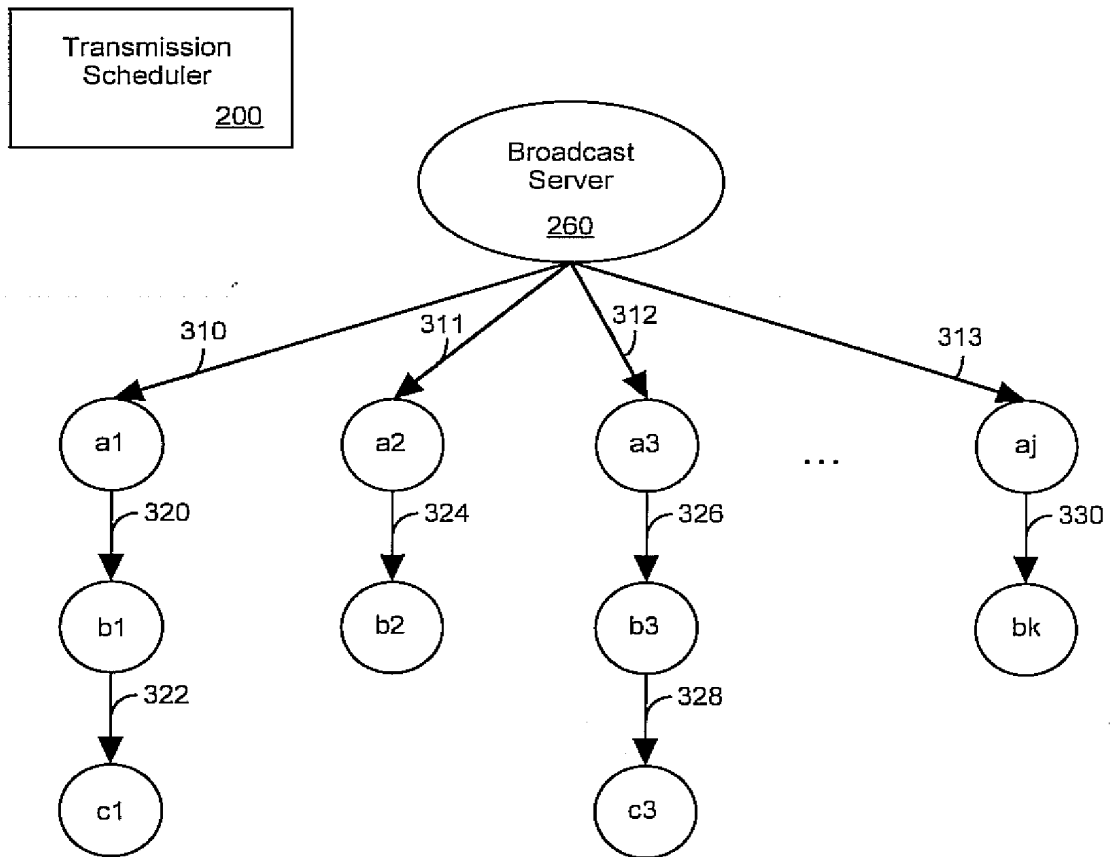 Transmission
Scheduler
200
Broadcast
Server
260
310
311
312
313
a1
a2
a3
...
aj
320
324
326
330
b1
b2
b3
bk
322
328
c1
c3